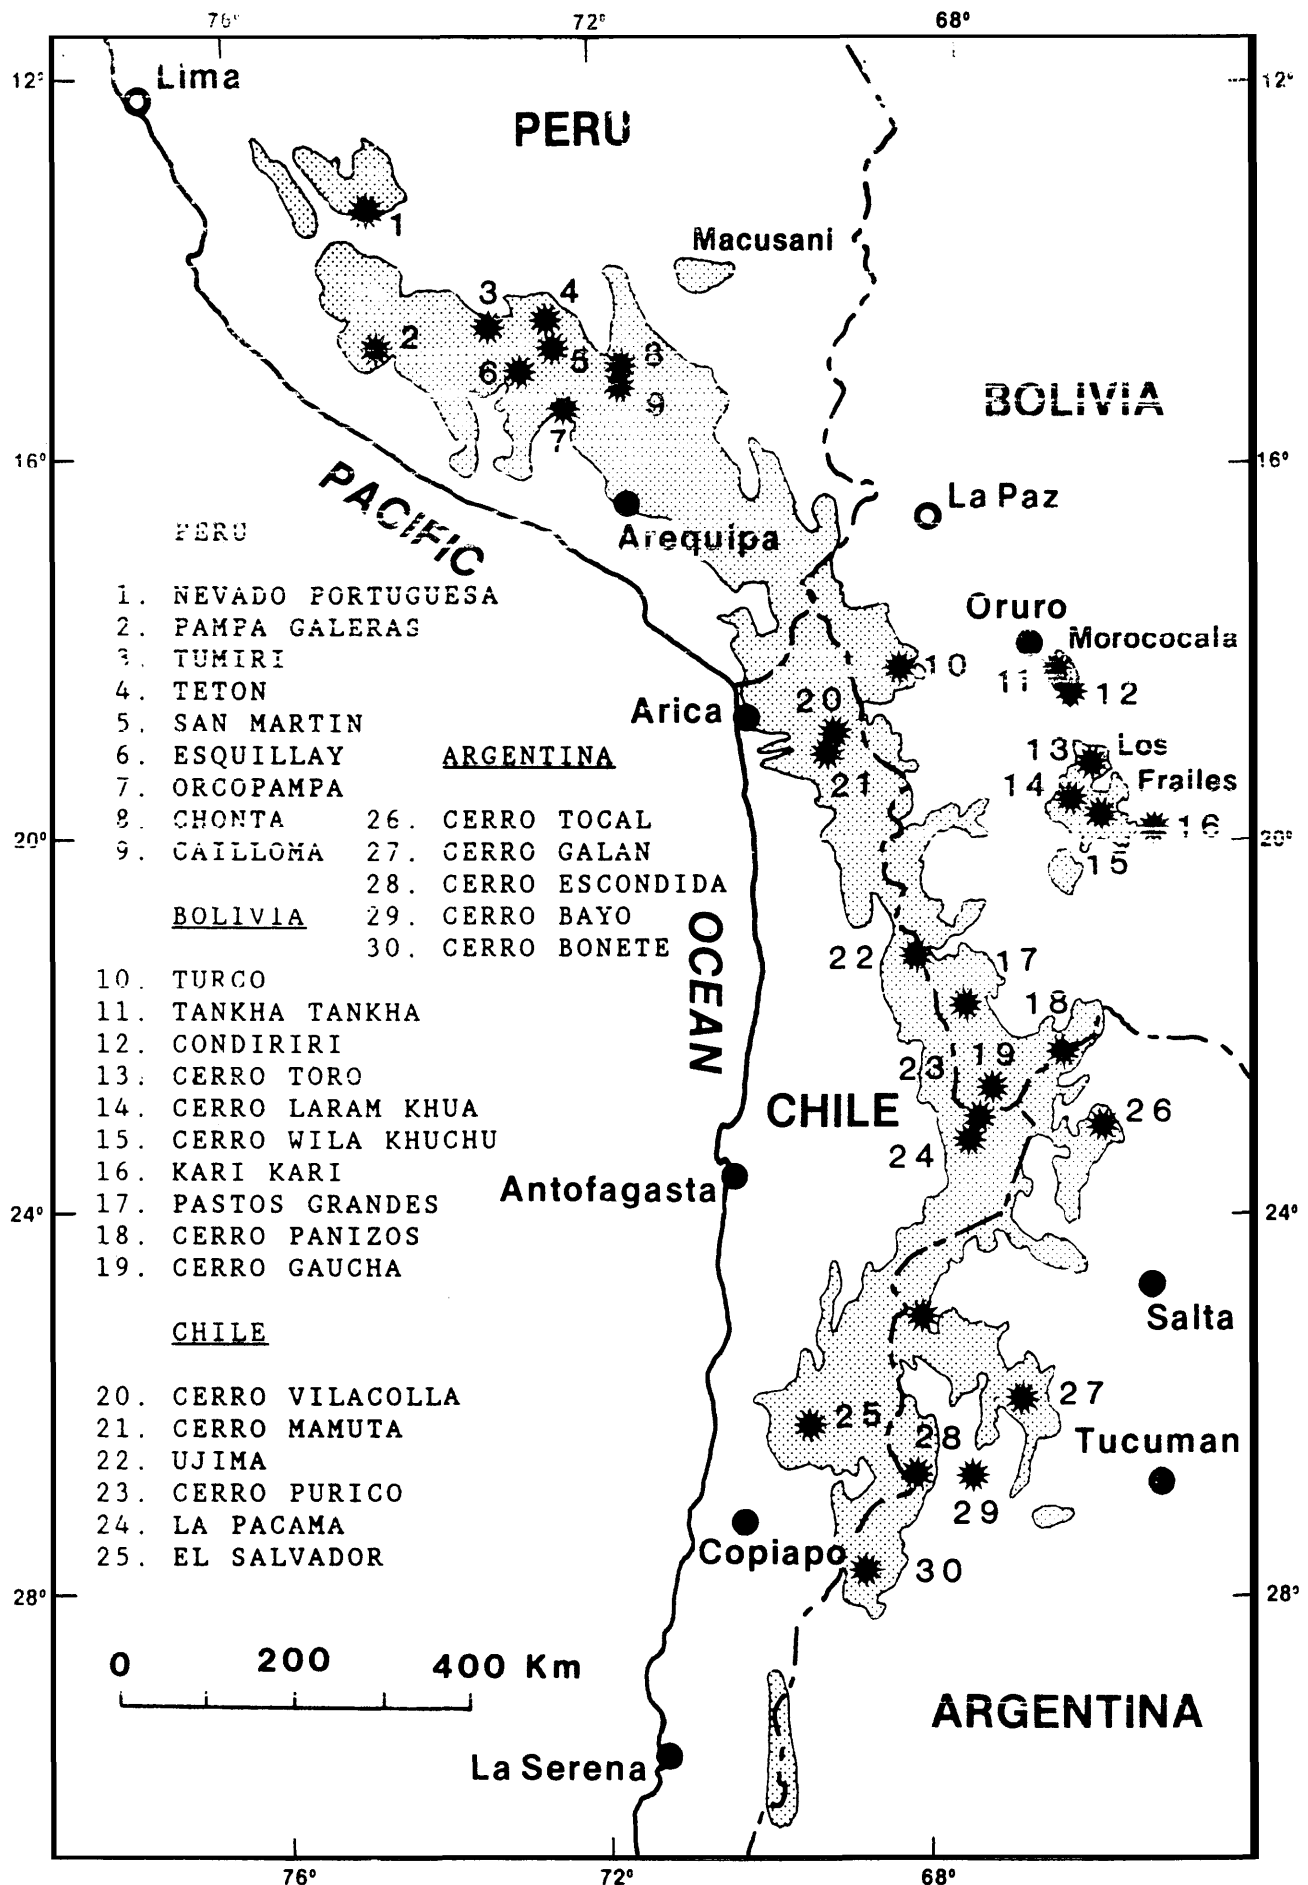 76° 72° 68°
12° Lima 12°
PERU
1
Macusani
3 4
2 5 8
6 9
7
BOLIVIA
16° 16°
PACIFIC
La Paz
Arequipa
Oruro
Morococala
10 11 12
Arica 20
21
13 Los
14 Frailes
16
15
20° 20°
OCEAN
22 17
18
23 19
CHILE 26
24
Antofagasta
24° 24°
Salta
25 27
28 Tucuman
29
Copiapo 30
28° 28°
ARGENTINA
La Serena
PERU
1. NEVADO PORTUGUESA
2. PAMPA GALERAS
3. TUMIRI
4. TETON
5. SAN MARTIN
6. ESQUILLAY
7. ORCOPAMPA
8. CHONTA
9. CAILLOMA
BOLIVIA
10. TURCO
11. TANKHA TANKHA
12. CONDIRIRI
13. CERRO TORO
14. CERRO LARAM KHUA
15. CERRO WILA KHUCHU
16. KARI KARI
17. PASTOS GRANDES
18. CERRO PANIZOS
19. CERRO GAUCHA
CHILE
20. CERRO VILACOLLA
21. CERRO MAMUTA
22. UJIMA
23. CERRO PURICO
24. LA PACAMA
25. EL SALVADOR
ARGENTINA
26. CERRO TOCAL
27. CERRO GALAN
28. CERRO ESCONDIDA
29. CERRO BAYO
30. CERRO BONETE
0 200 400 Km
76° 72° 68°